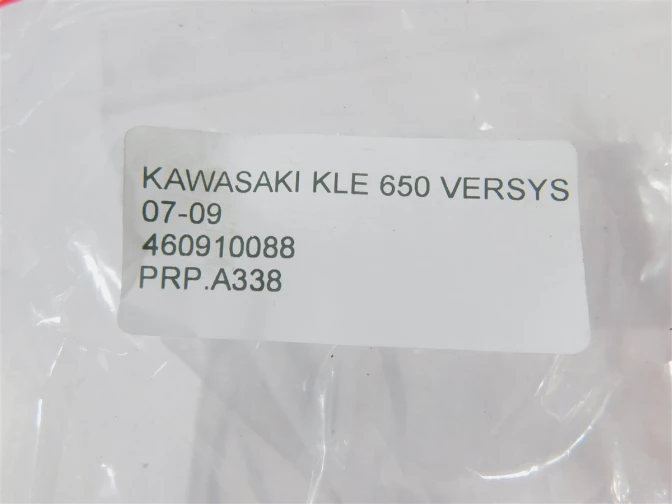 KAWASAKI KLE 650 VERSYS
07-09
460910088
PRP.A338